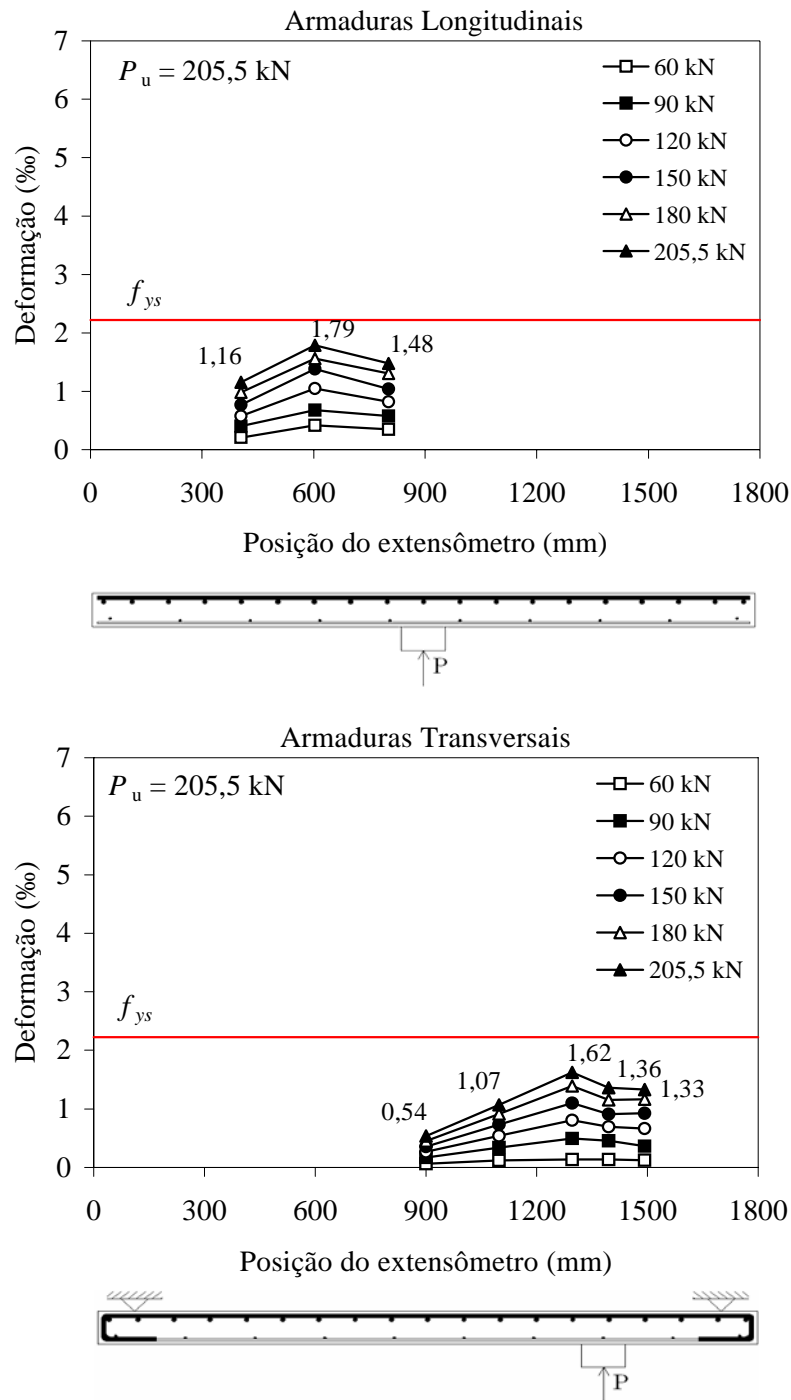 Armaduras Longitudinais
7
6
5
4
3
2
1
0
Deformação (‰)
P u = 205,5 kN
60 kN
90 kN
120 kN
150 kN
180 kN
205,5 kN
f ys
1,16
1,79
1,48
0 300 600 900 1200 1500 1800
Posição do extensômetro (mm)
P
Armaduras Transversais
7
6
5
4
3
2
1
0
Deformação (‰)
P u = 205,5 kN
60 kN
90 kN
120 kN
150 kN
180 kN
205,5 kN
f ys
0,54
1,07
1,62
1,36
1,33
0 300 600 900 1200 1500 1800
Posição do extensômetro (mm)
P